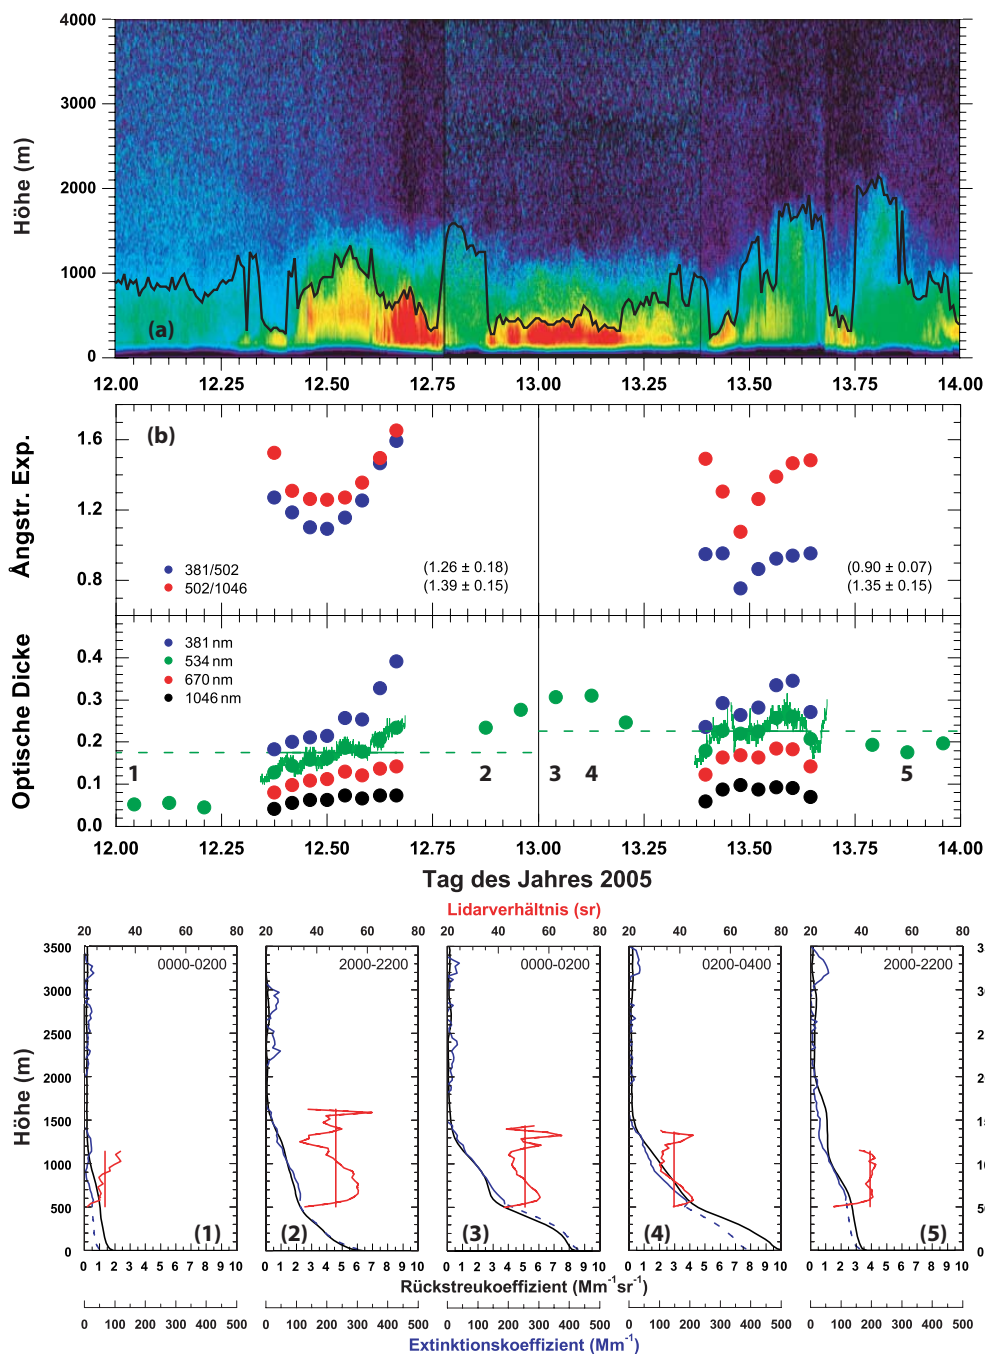 4000
3000
2000
1000
0
Höhe (m)
(a)
12.00 12.25 12.50 12.75 13.00 13.25 13.50 13.75 14.00
(b)
1.6
1.2
0.8
Ångstr. Exp.
381/502
502/1046
(1.26 ± 0.18)
(1.39 ± 0.15)
(0.90 ± 0.07)
(1.35 ± 0.15)
0.4
0.3
0.2
0.1
0.0
Optische Dicke
381 nm
534 nm
670 nm
1046 nm
1 2 3 4 5
12.00 12.25 12.50 12.75 13.00 13.25 13.50 13.75 14.00
Tag des Jahres 2005
Lidarverhältnis (sr)
20 40 60 80 20 40 60 80 20 40 60 80 20 40 60 80 20 40 60 80
0000-0200 2000-2200 0000-0200 0200-0400 2000-2200
3500
3000
2500
2000
1500
1000
500
0
Höhe (m)
3
30
25
20
15
10
50
0
(1) (2) (3) (4) (5)
0 1 2 3 4 5 6 7 8 9 10 0 1 2 3 4 5 6 7 8 9 10 0 1 2 3 4 5 6 7 8 9 10 0 1 2 3 4 5 6 7 8 9 10 0 1 2 3 4 5 6 7 8 9 10
Rückstreukoeffizient (Mm⁻¹sr⁻¹)
0 100 200 300 400 500 0 100 200 300 400 500 0 100 200 300 400 500 0 100 200 300 400 500 0 100 200 300 400 500
Extinktionskoeffizient (Mm⁻¹)